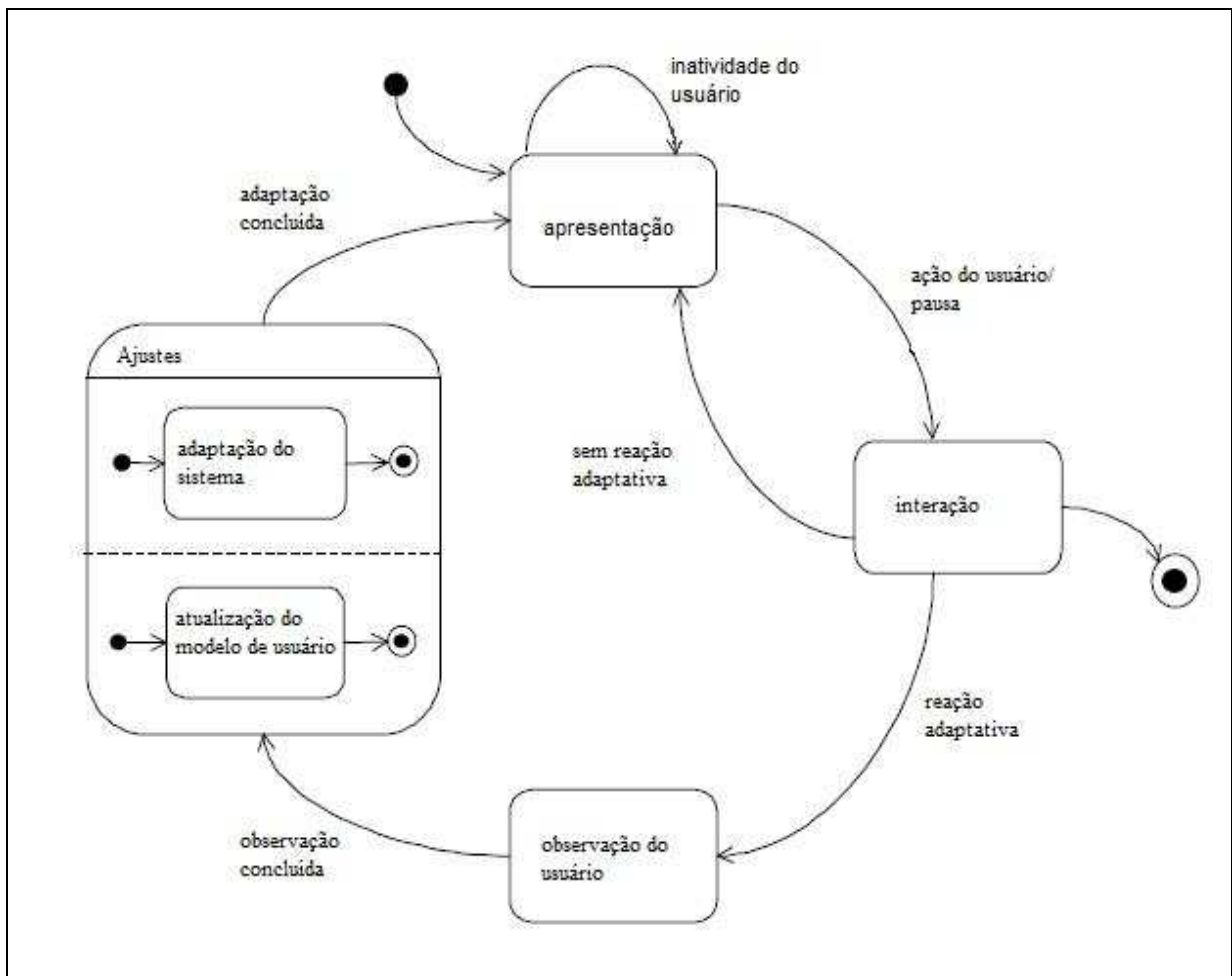 inatividade do
usuário
adaptação
concluída
apresentação
ação do usuário/
pausa
Ajustes
adaptação do
sistema
sem reação
adaptativa
interação
atualização do
modelo de usuário
reação
adaptativa
observação
concluída
observação do
usuário